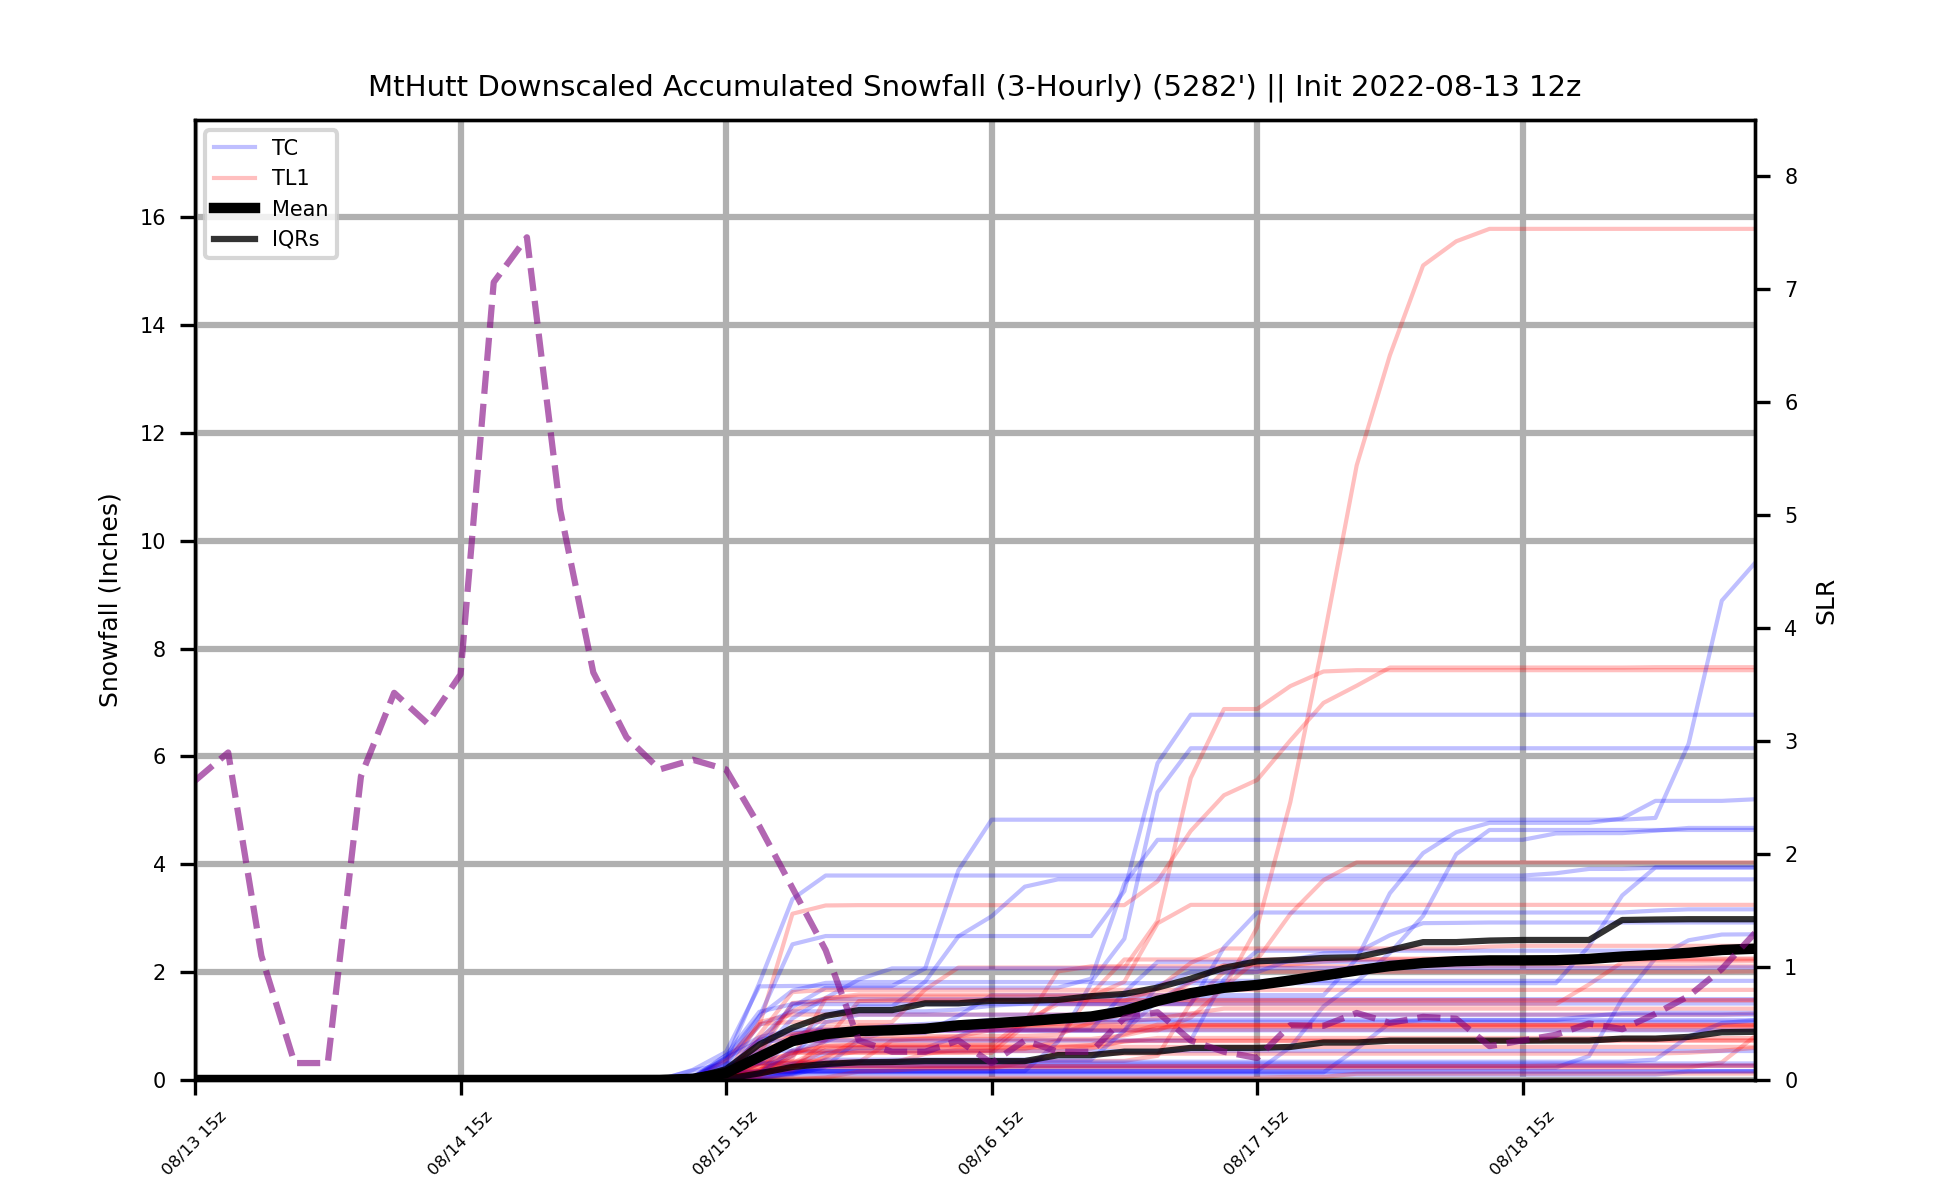 MtHutt Downscaled Accumulated Snowfall (3-Hourly) (5282') || Init 2022-08-13 12z
TC
TL1
Mean
IQRs
Snowfall (Inches)
16
14
12
10
8
6
4
2
0
8
7
6
5
4
3
2
1
0
SLR
08/13 15z
08/14 15z
08/15 15z
08/16 15z
08/17 15z
08/18 15z